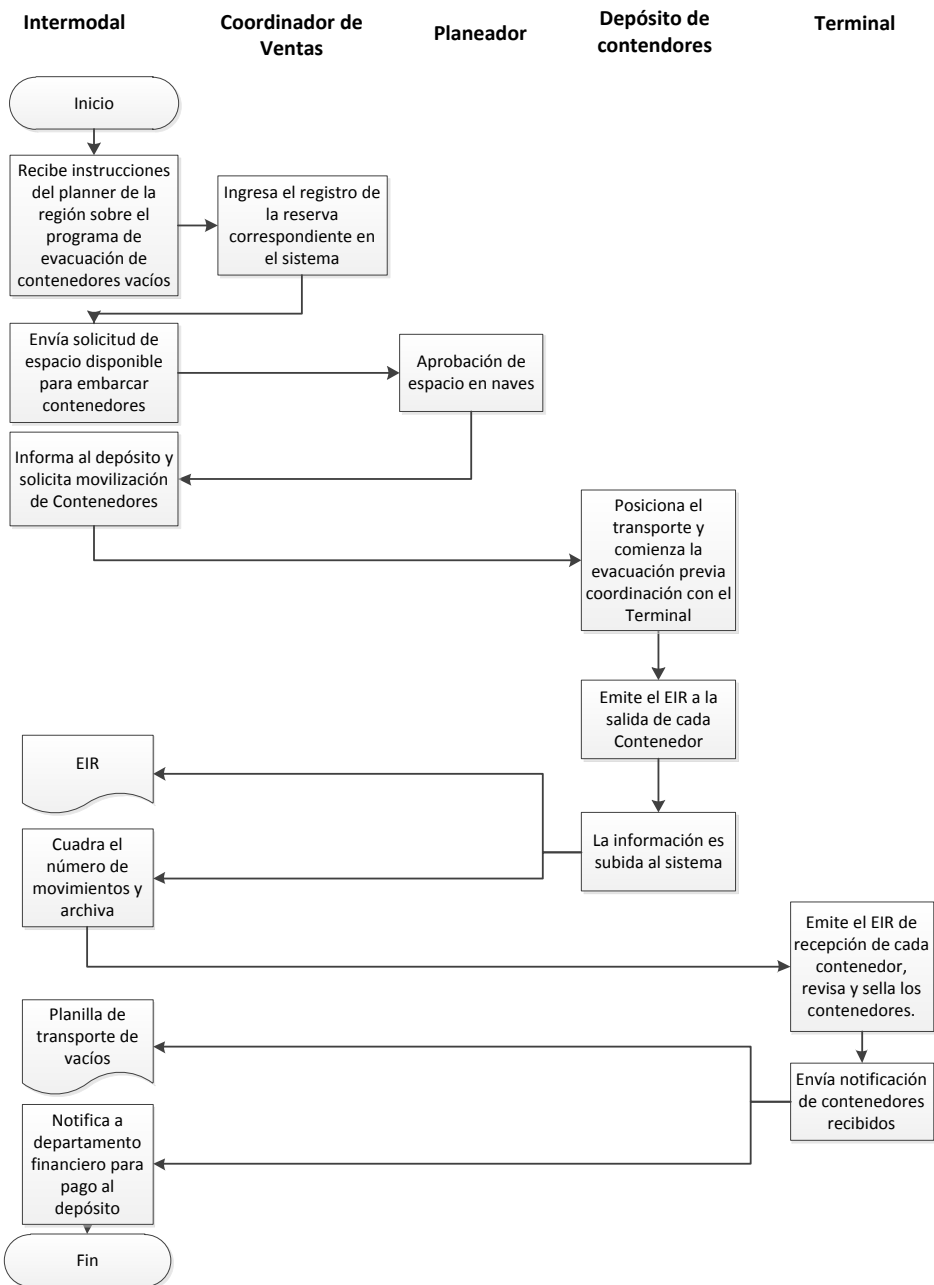 Intermodal
Coordinador de
Ventas
Planeador
Depósito de
contendores
Terminal
Inicio
Recibe instrucciones
del planner de la
región sobre el
programa de
evacuación de
contenedores vacíos
Ingresa el registro de
la reserva
correspondiente en
el sistema
Envía solicitud de
espacio disponible
para embarcar
contenedores
Aprobación de
espacio en naves
Informa al depósito y
solicita movilización
de Contenedores
Posiciona el
transporte y
comienza la
evacuación previa
coordinación con el
Terminal
Emite el EIR a la
salida de cada
Contenedor
EIR
La información es
subida al sistema
Cuadra el
número de
movimientos y
archiva
Emite el EIR de
recepción de cada
contenedor,
revisa y sella los
contenedores.
Planilla de
transporte de
vacíos
Envía notificación
de contenedores
recibidos
Notifica a
departamento
financiero para
pago al
depósito
Fin